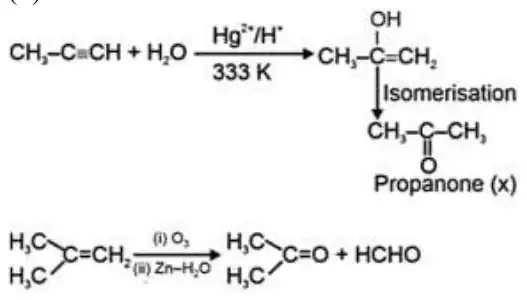 CH₃–C≡CH + H₂O Hg²⁺/H⁺ 333 K OH CH₃–C=CH₂
Isomerisation
CH₃–C–CH₃
O
Propanone (x)
H₃C H₃C C=CH₂ (i) O₃ (ii) Zn–H₂O H₃C H₃C C=O + HCHO